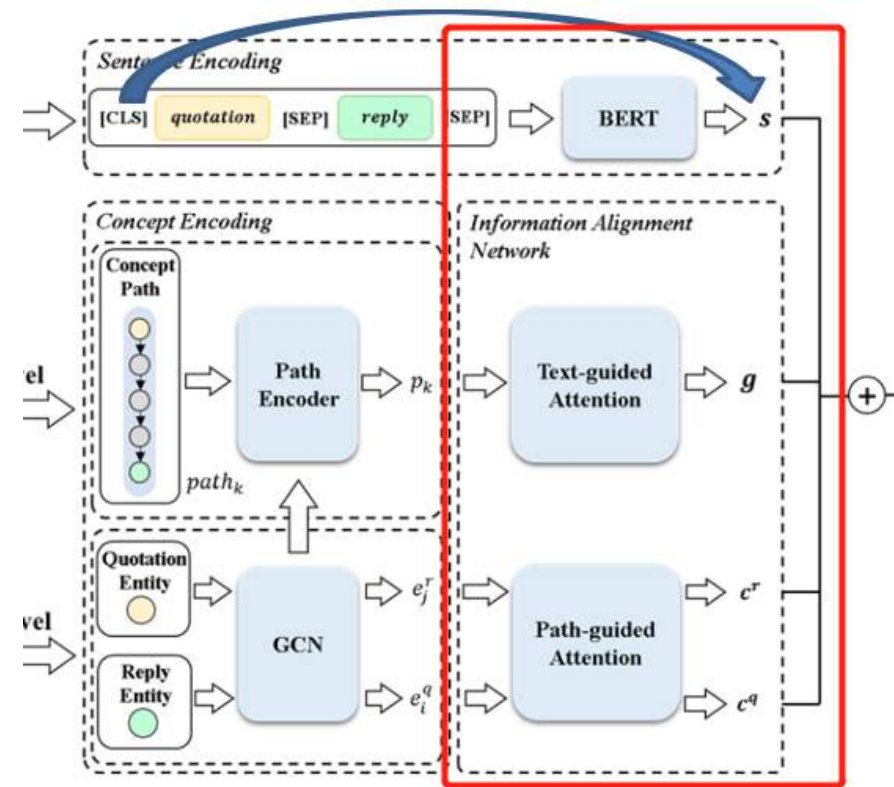 Sentence Encoding
[CLS] quotation [SEP] reply [SEP] BERT s
Concept Encoding
Concept
Path
path_k
Path
Encoder
p_k
Information Alignment
Network
Text-guided
Attention
g
+
Quotation
Entity
Reply
Entity
GCN
e_j^r
e_i^q
Path-guided
Attention
c^r
c^q